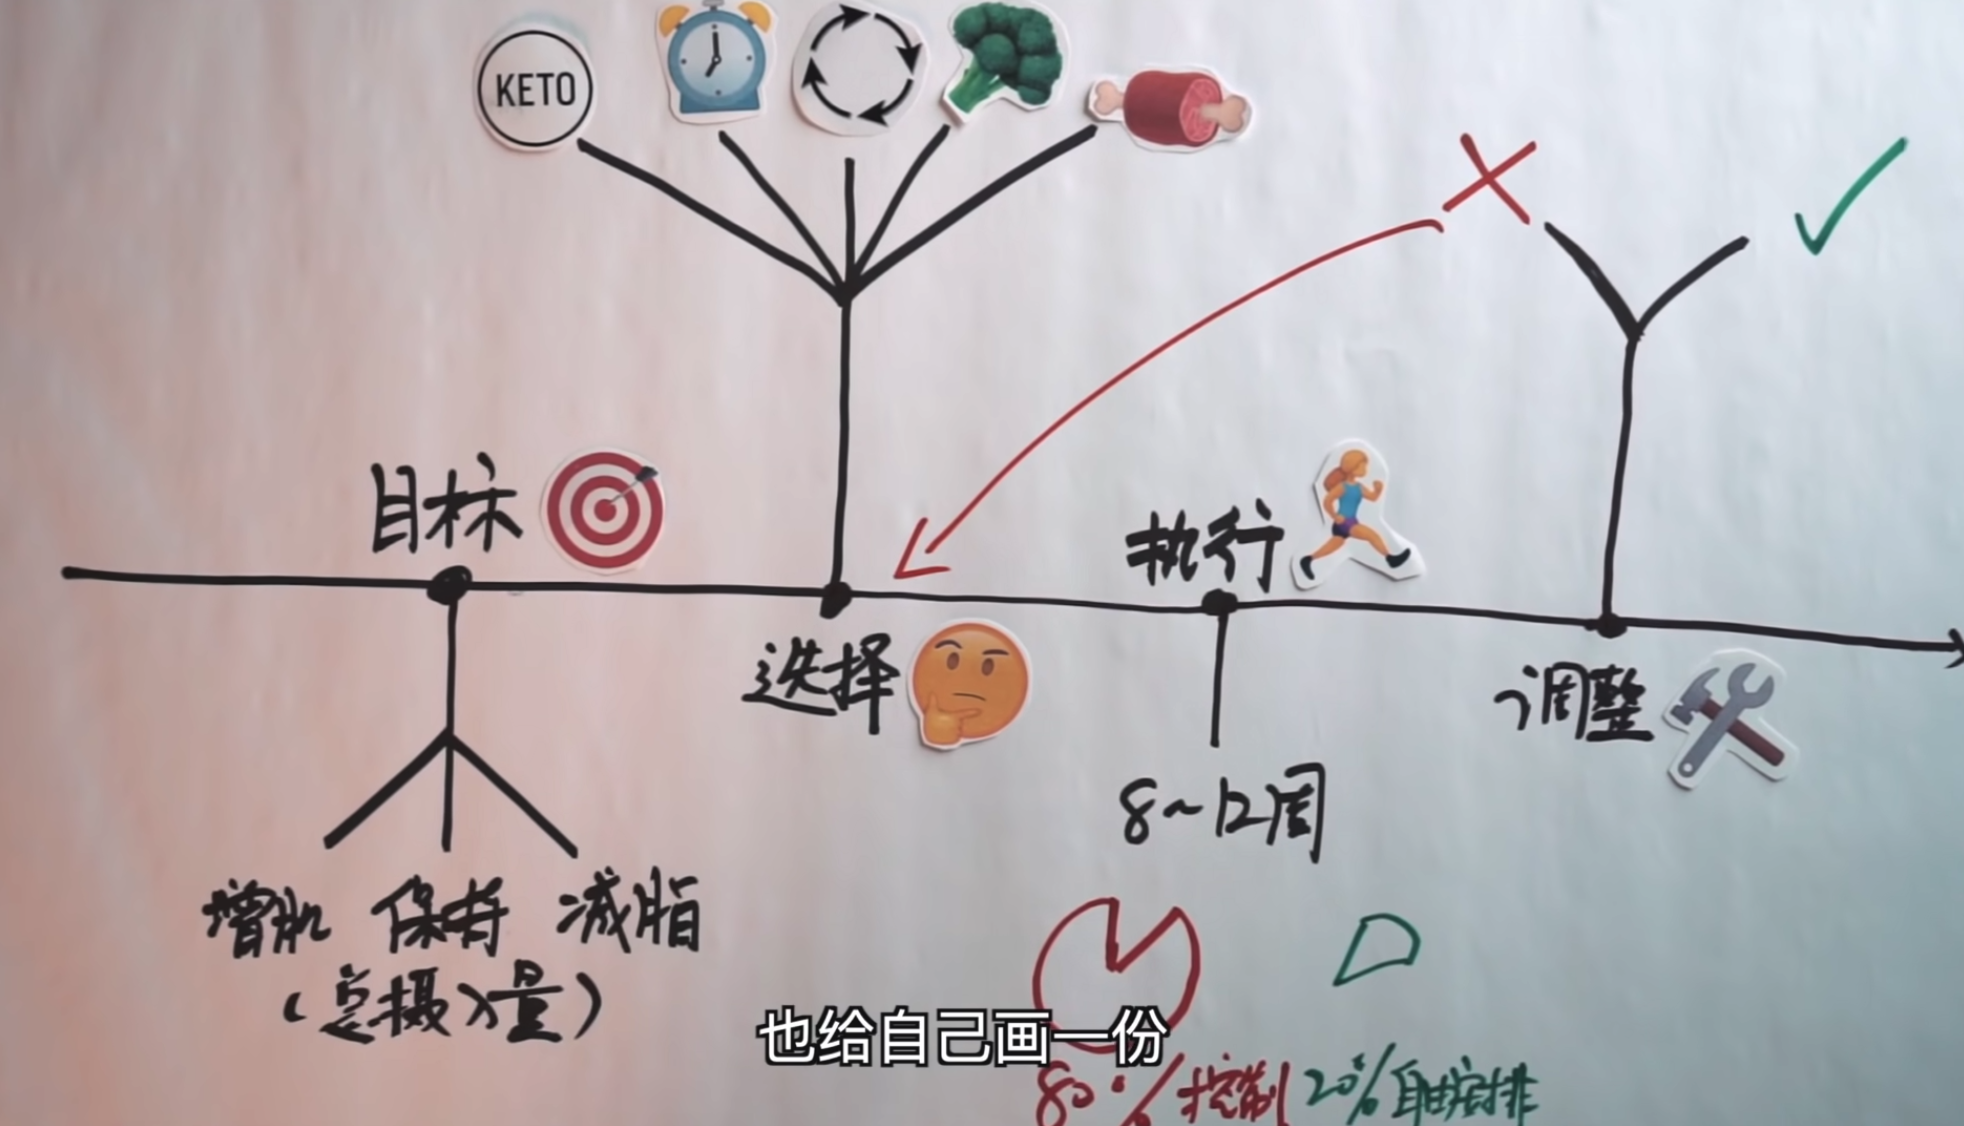 KETO
目标
执行
选择
调整
8~12周
增肌 保持 减脂
(总摄入量)
也给自己画一份
80%控制 20%自由安排